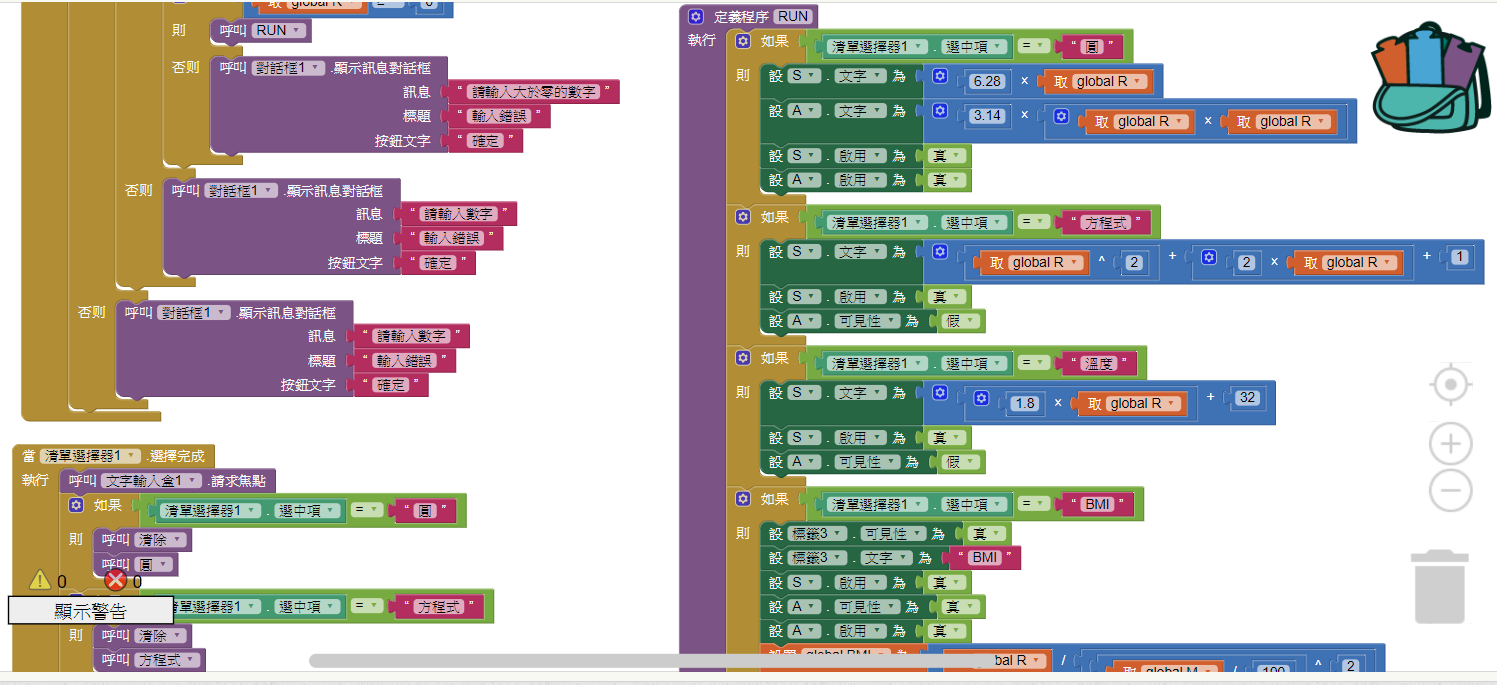 取 global R
則 呼叫 RUN
否則 呼叫 對話框1 .顯示訊息對話框
訊息 “ 請輸入大於零的數字 ”
標題 “ 輸入錯誤 ”
按鈕文字 “ 確定 ”
否則 呼叫 對話框1 .顯示訊息對話框
訊息 “ 請輸入數字 ”
標題 “ 輸入錯誤 ”
按鈕文字 “ 確定 ”
否則 呼叫 對話框1 .顯示訊息對話框
訊息 “ 請輸入數字 ”
標題 “ 輸入錯誤 ”
按鈕文字 “ 確定 ”
當 清單選擇器1 .選擇完成
執行 呼叫 文字輸入盒1 .請求焦點
如果 清單選擇器1 . 選中項 = “ 圓 ”
則 呼叫 清除
呼叫 圓
0 0
顯示警告
單選擇器1 . 選中項 = “ 方程式 ”
則 呼叫 清除
呼叫 方程式
定義程序 RUN
執行 如果 清單選擇器1 . 選中項 = “ 圓 ”
則 設 S . 文字 為 6.28 × 取 global R
設 A . 文字 為 3.14 × 取 global R × 取 global R
設 S . 啟用 為 真
設 A . 啟用 為 真
如果 清單選擇器1 . 選中項 = “ 方程式 ”
則 設 S . 文字 為 取 global R ^ 2 + 2 × 取 global R + 1
設 S . 啟用 為 真
設 A . 可見性 為 假
如果 清單選擇器1 . 選中項 = “ 溫度 ”
則 設 S . 文字 為 1.8 × 取 global R + 32
設 S . 啟用 為 真
設 A . 可見性 為 假
如果 清單選擇器1 . 選中項 = “ BMI ”
則 設 標籤3 . 可見性 為 真
設 標籤3 . 文字 為 “ BMI ”
設 S . 啟用 為 真
設 A . 可見性 為 真
設 A . 啟用 為 真
global BMI 為 bal R / 取 global M / 100 ^ 2